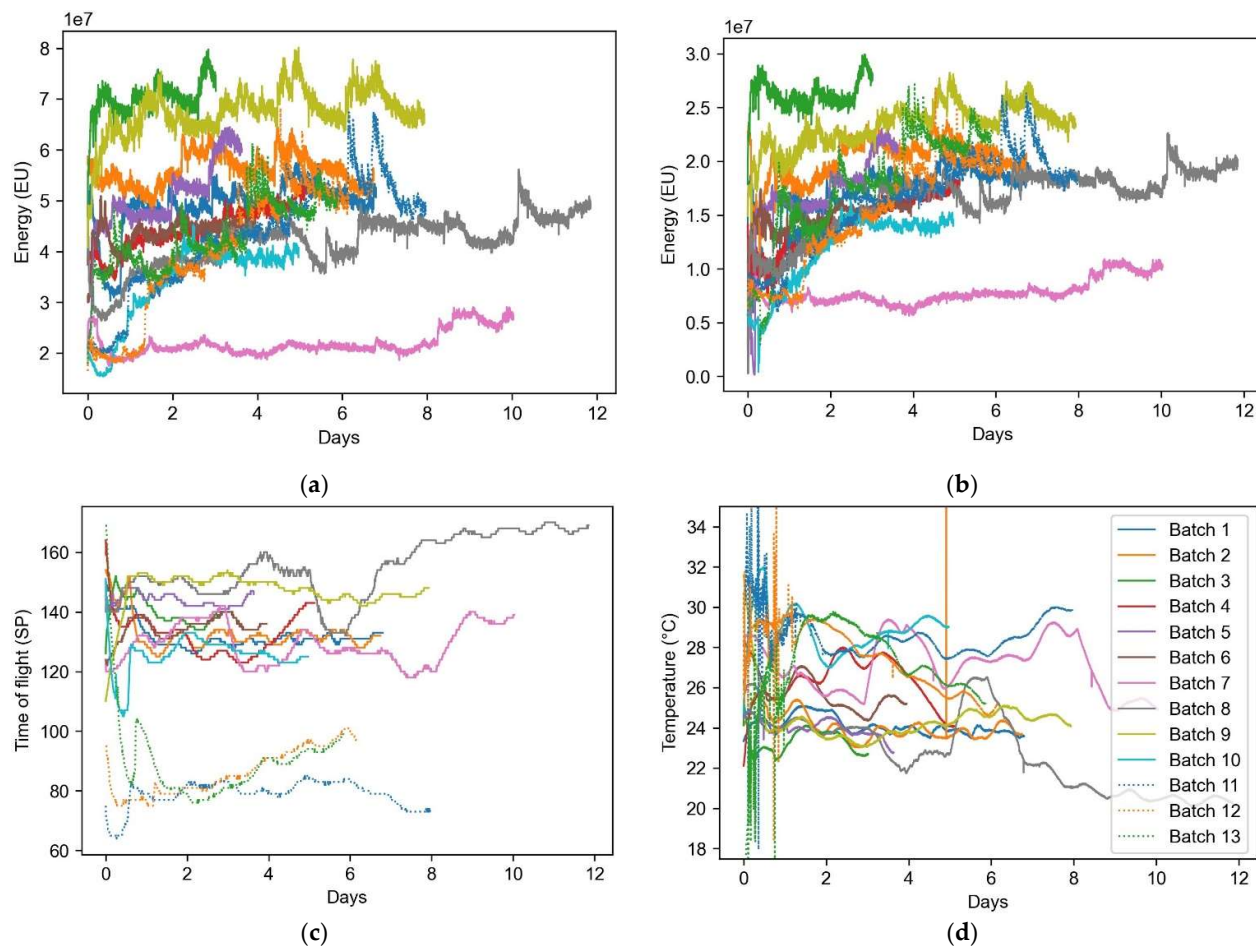 1e7
8
7
6
5
4
3
2
Energy (EU)
0 2 4 6 8 10 12
Days
(a)
1e7
3.0
2.5
2.0
1.5
1.0
0.5
0.0
Energy (EU)
0 2 4 6 8 10 12
Days
(b)
160
140
120
100
80
60
Time of flight (SP)
0 2 4 6 8 10 12
Days
(c)
34
32
30
28
26
24
22
20
18
Temperature (°C)
Batch 1
Batch 2
Batch 3
Batch 4
Batch 5
Batch 6
Batch 7
Batch 8
Batch 9
Batch 10
Batch 11
Batch 12
Batch 13
0 2 4 6 8 10 12
Days
(d)